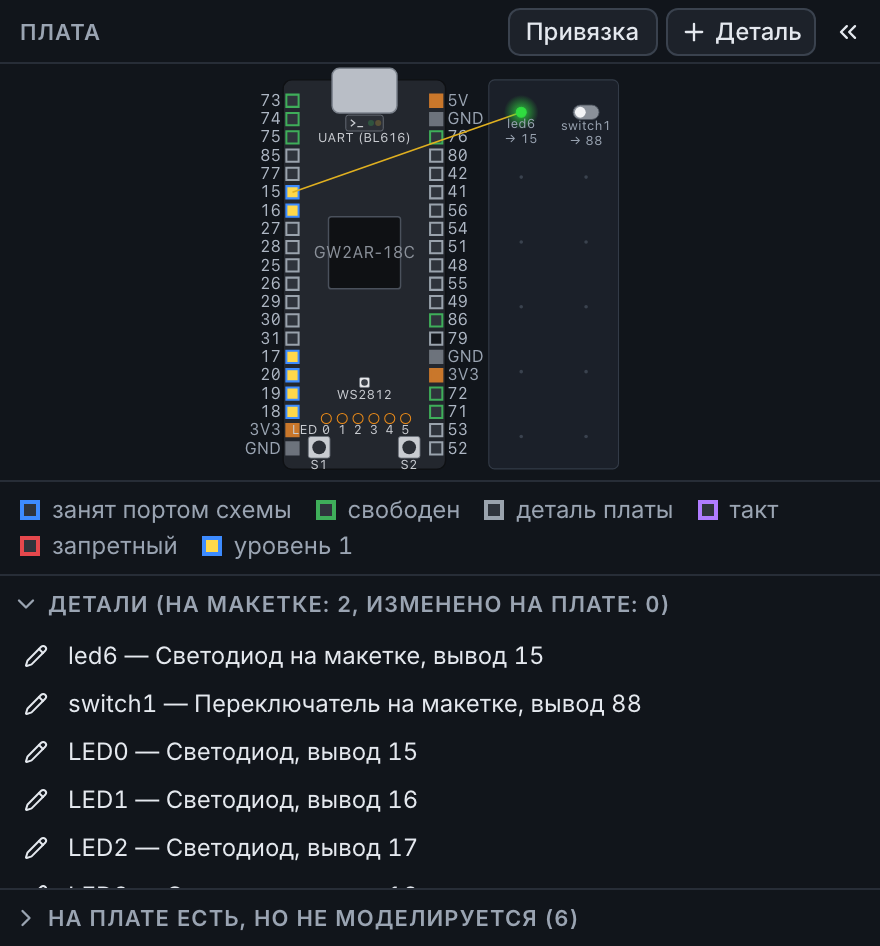 ПЛАТА
Привязка
Деталь
73 5V
74 GND
75 UART (BL616) 76
85 80
77 42
15 41
16 56
27 54
28 GW2AR-18C 51
25 48
26 55
29 49
30 86
31 79
17 GND
20 3V3
19 WS2812 72
18 71
3V3 LED 0 1 2 3 4 5 53
GND 52
S1 S2
led6
→ 15
switch1
→ 88
занят портом схемы свободен деталь платы такт
запретный уровень 1
ДЕТАЛИ (НА МАКЕТКЕ: 2, ИЗМЕНЕНО НА ПЛАТЕ: 0)
led6 — Светодиод на макетке, вывод 15
switch1 — Переключатель на макетке, вывод 88
LED0 — Светодиод, вывод 15
LED1 — Светодиод, вывод 16
LED2 — Светодиод, вывод 17
НА ПЛАТЕ ЕСТЬ, НО НЕ МОДЕЛИРУЕТСЯ (6)